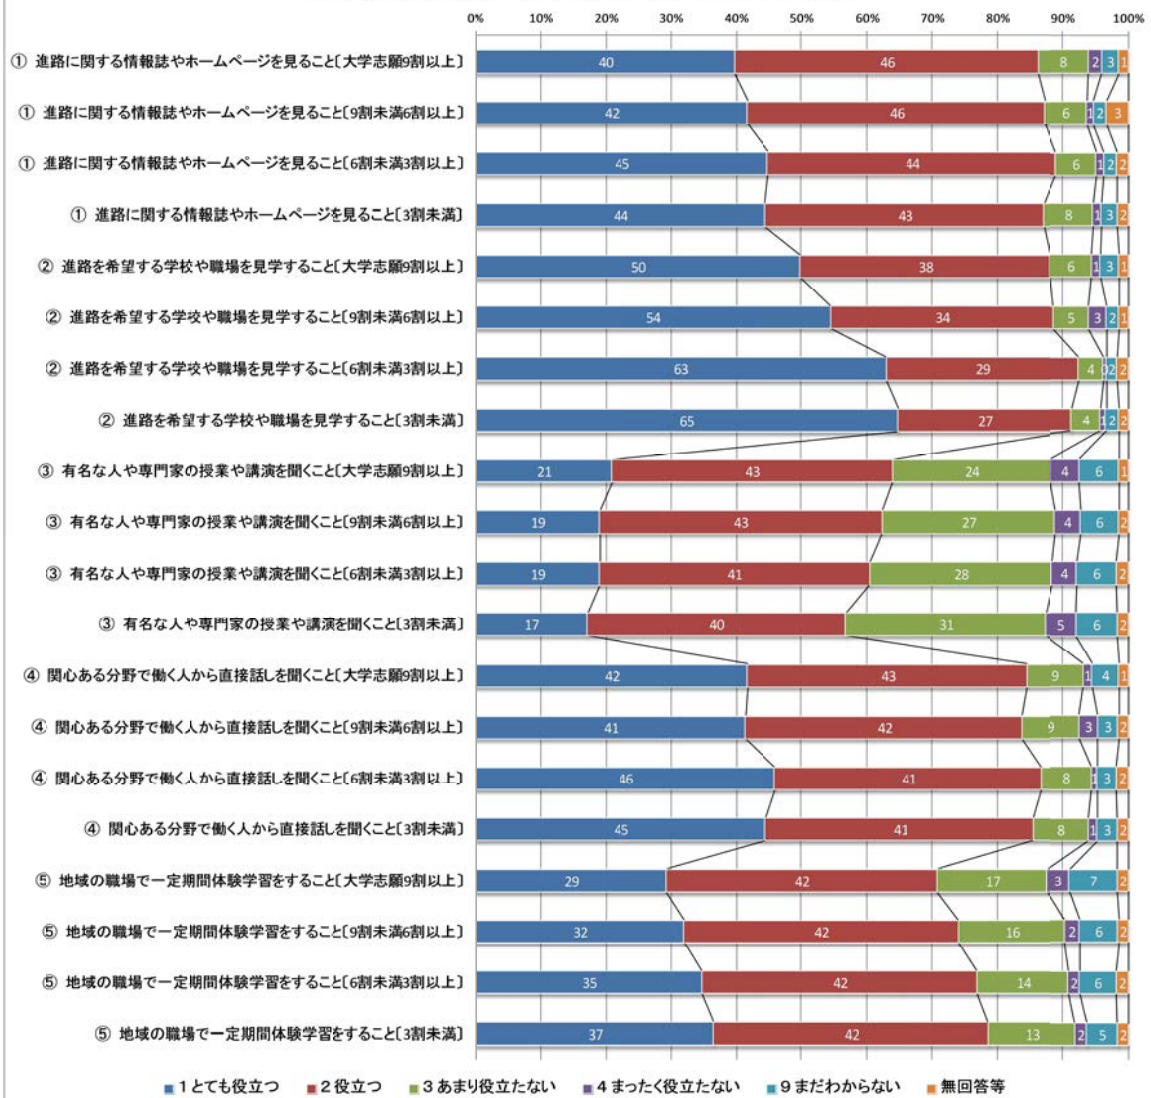 0% 10% 20% 30% 40% 50% 60% 70% 80% 90% 100%
① 進路に関する情報誌やホームページを見ること〔大学志願9割以上〕 40 46 8 2 3 1
① 進路に関する情報誌やホームページを見ること〔9割未満6割以上〕 42 46 6 1 2 3
① 進路に関する情報誌やホームページを見ること〔6割未満3割以上〕 45 44 6 1 2 2
① 進路に関する情報誌やホームページを見ること〔3割未満〕 44 43 8 1 3 2
② 進路を希望する学校や職場を見学すること〔大学志願9割以上〕 50 38 6 1 3 1
② 進路を希望する学校や職場を見学すること〔9割未満6割以上〕 54 34 5 3 2 1
② 進路を希望する学校や職場を見学すること〔6割未満3割以上〕 63 29 4 0 2 2
② 進路を希望する学校や職場を見学すること〔3割未満〕 65 27 4 1 2 2
③ 有名な人や専門家の授業や講演を聞くこと〔大学志願9割以上〕 21 43 24 4 6 1
③ 有名な人や専門家の授業や講演を聞くこと〔9割未満6割以上〕 19 43 27 4 6 2
③ 有名な人や専門家の授業や講演を聞くこと〔6割未満3割以上〕 19 41 28 4 6 2
③ 有名な人や専門家の授業や講演を聞くこと〔3割未満〕 17 40 31 5 6 2
④ 関心ある分野で働く人から直接話しを聞くこと〔大学志願9割以上〕 42 43 9 1 4 1
④ 関心ある分野で働く人から直接話しを聞くこと〔9割未満6割以上〕 41 42 9 3 3 2
④ 関心ある分野で働く人から直接話しを聞くこと〔6割未満3割以上〕 46 41 8 1 3 2
④ 関心ある分野で働く人から直接話しを聞くこと〔3割未満〕 45 41 8 1 3 2
⑤ 地域の職場で一定期間体験学習をすること〔大学志願9割以上〕 29 42 17 3 7 2
⑤ 地域の職場で一定期間体験学習をすること〔9割未満6割以上〕 32 42 16 2 6 2
⑤ 地域の職場で一定期間体験学習をすること〔6割未満3割以上〕 35 42 14 2 6 2
⑤ 地域の職場で一定期間体験学習をすること〔3割未満〕 37 42 13 2 5 2
1とても役立つ 2役立つ 3あまり役立たない 4まったく役立たない 9まだわからない 無回答等